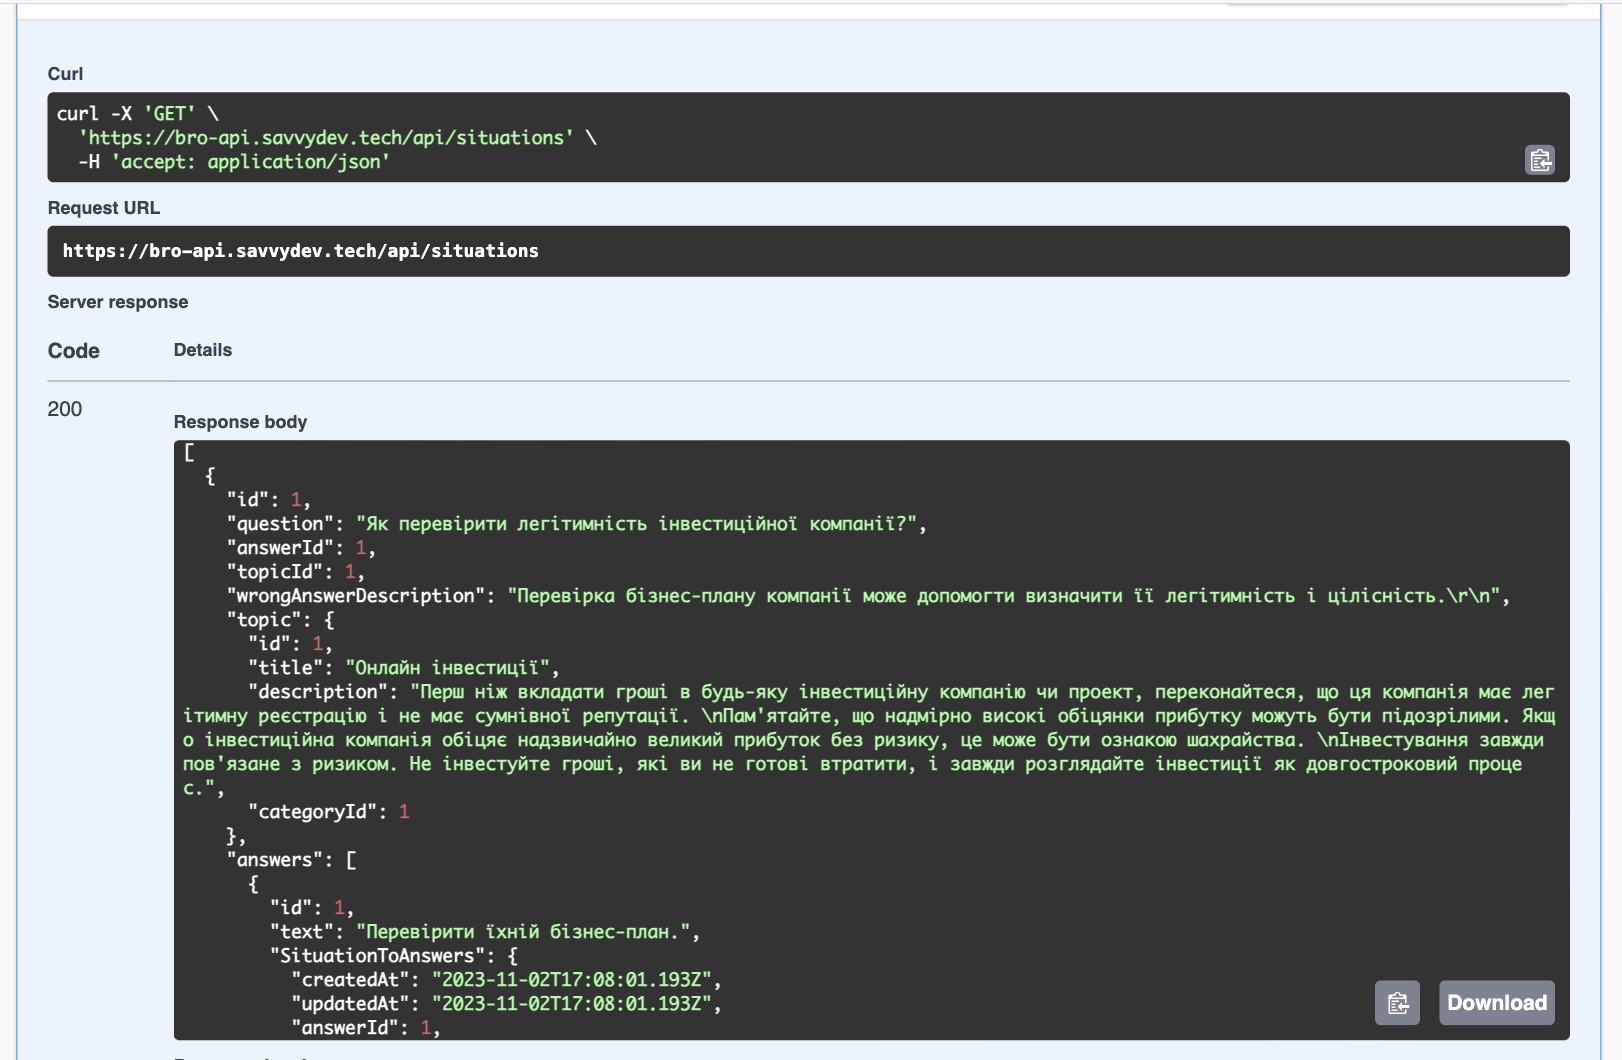 Curl
curl -X 'GET' \
'https://bro-api.savvydev.tech/api/situations' \
-H 'accept: application/json'
Request URL
https://bro-api.savvydev.tech/api/situations
Server response
Code Details
200
Response body
[
{
"id": 1,
"question": "Як перевірити легітимність інвестиційної компанії?",
"answerId": 1,
"topicId": 1,
"wrongAnswerDescription": "Перевірка бізнес-плану компанії може допомогти визначити її легітимність і цілісність.\r\n",
"topic": {
"id": 1,
"title": "Онлайн інвестиції",
"description": "Перш ніж вкладати гроші в будь-яку інвестиційну компанію чи проект, переконайтеся, що ця компанія має лег
ітимну реєстрацію і не має сумнівної репутації. \nПам'ятайте, що надмірно високі обіцянки прибутку можуть бути підозрілими. Якщ
о інвестиційна компанія обіцяє надзвичайно великий прибуток без ризику, це може бути ознакою шахрайства. \nІнвестування завжди
пов'язане з ризиком. Не інвестуйте гроші, які ви не готові втратити, і завжди розглядайте інвестиції як довгостроковий проце
с.",
"categoryId": 1
},
"answers": [
{
"id": 1,
"text": "Перевірити їхній бізнес-план.",
"SituationToAnswers": {
"createdAt": "2023-11-02T17:08:01.193Z",
"updatedAt": "2023-11-02T17:08:01.193Z",
"answerId": 1,
Download